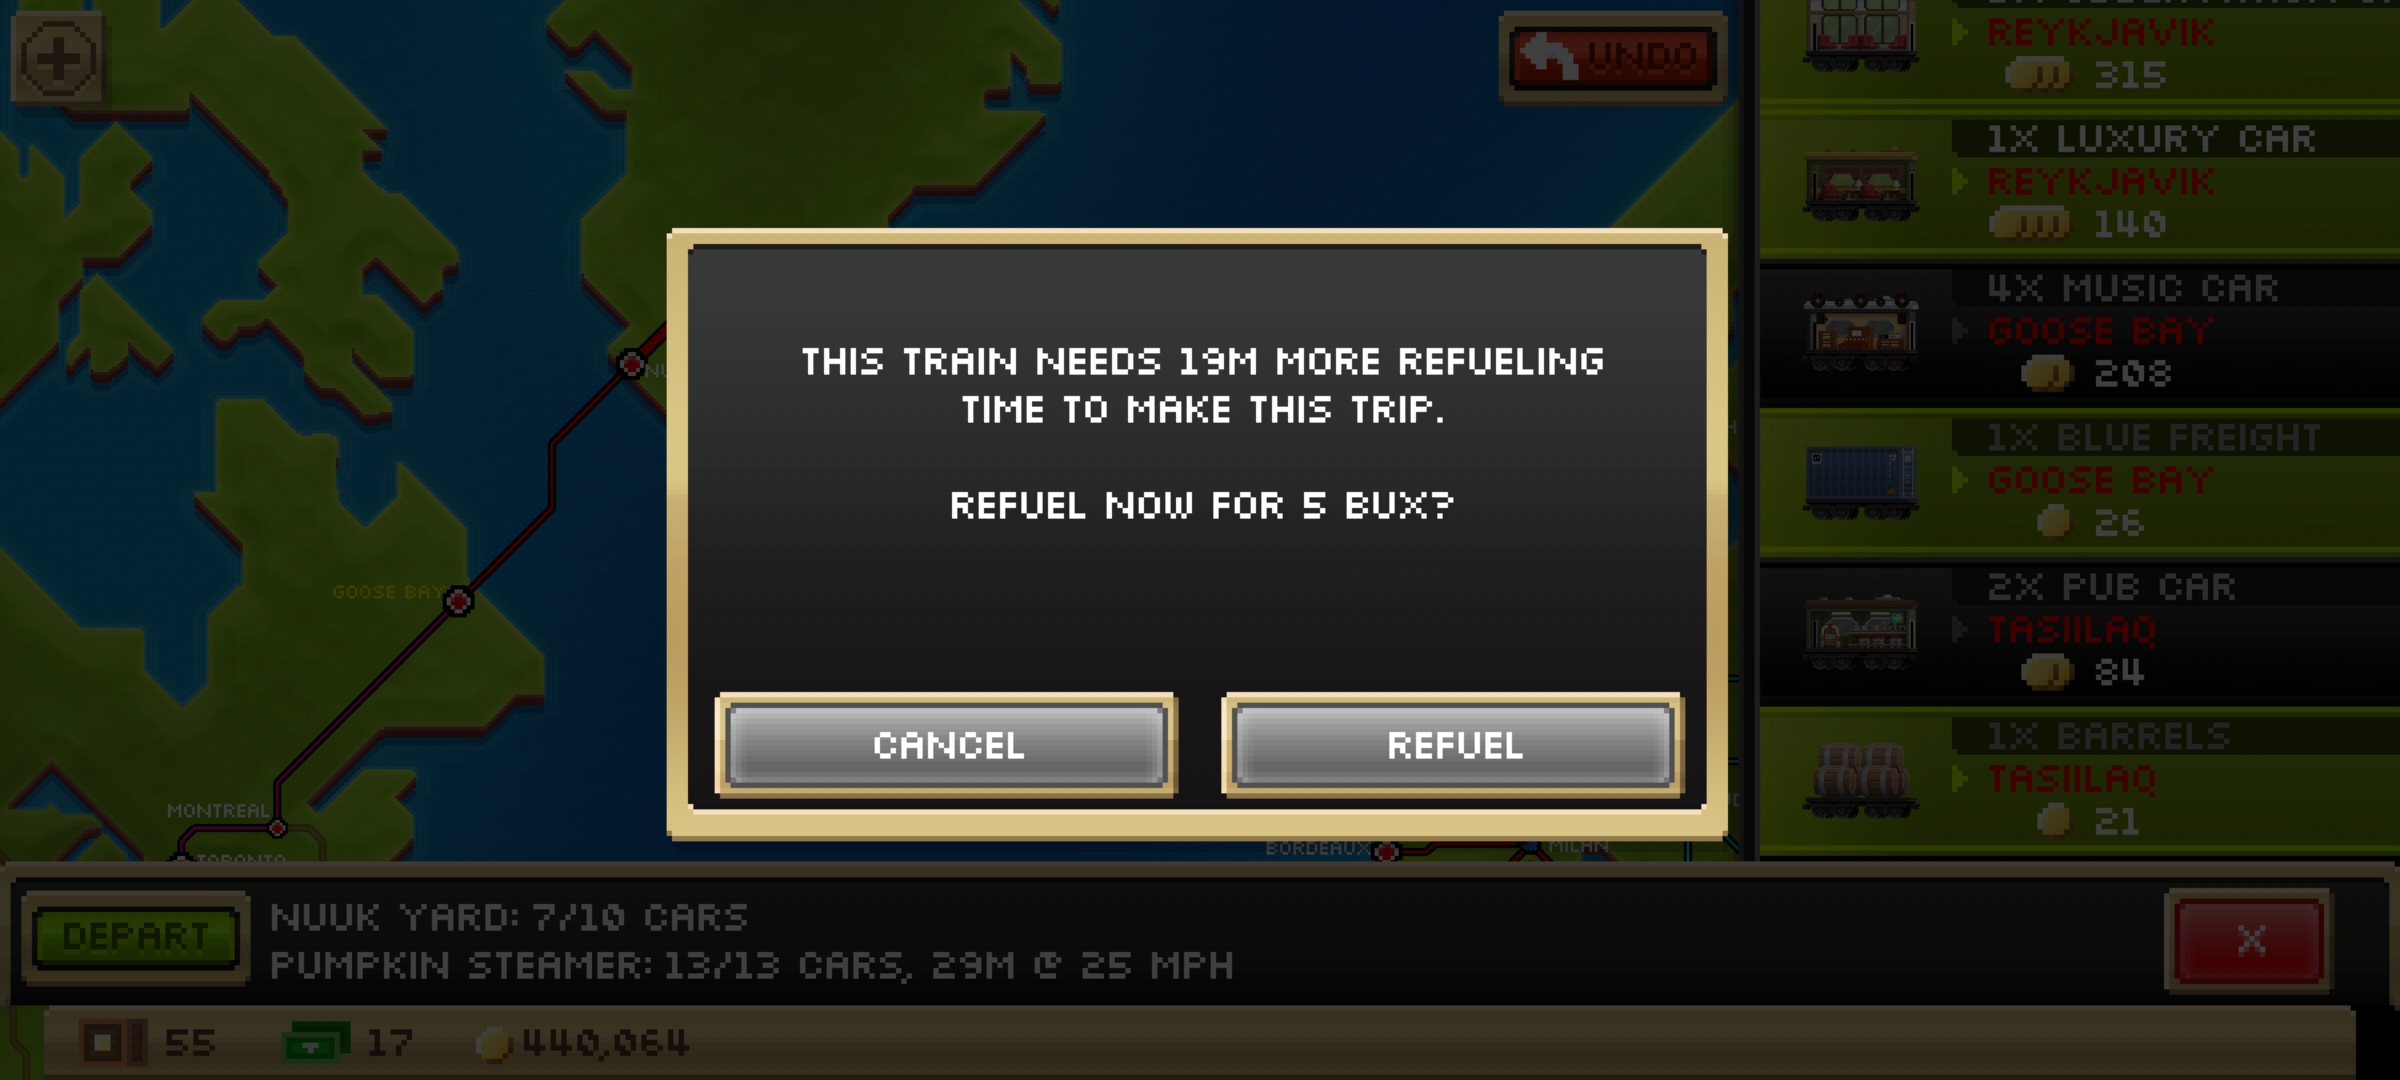 UNDO
REYKJAVIK
315
1X LUXURY CAR
REYKJAVIK
140
4X MUSIC CAR
GOOSE BAY
208
1X BLUE FREIGHT
GOOSE BAY
26
2X PUB CAR
TASIILAQ
84
1X BARRELS
TASIILAQ
21
THIS TRAIN NEEDS 19M MORE REFUELING
TIME TO MAKE THIS TRIP.
REFUEL NOW FOR 5 BUX?
CANCEL
REFUEL
GOOSE BAY
MONTREAL
TORONTO
BORDEAUX
MILAN
DEPART
NUUK YARD: 7/10 CARS
PUMPKIN STEAMER: 13/13 CARS, 29M @ 25 MPH
X
55
17
440,064